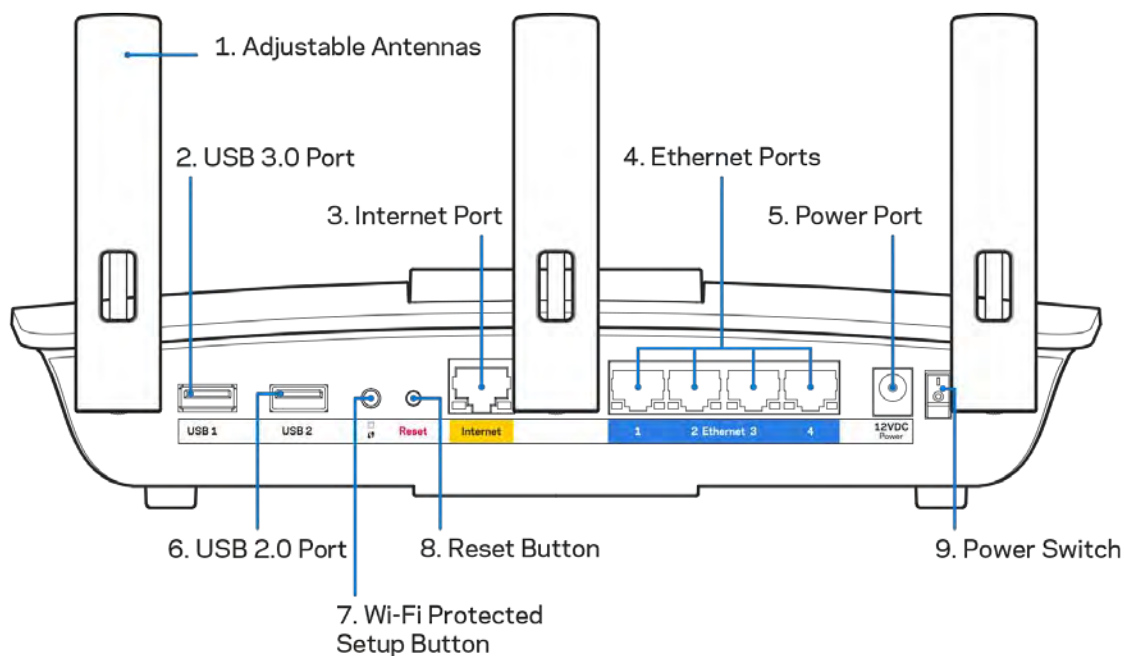 1. Adjustable Antennas
2. USB 3.0 Port
4. Ethernet Ports
3. Internet Port
5. Power Port
USB 1
USB 2
Reset
Internet
1
2 Ethernet 3
4
12VDC
Power
6. USB 2.0 Port
8. Reset Button
9. Power Switch
7. Wi-Fi Protected
Setup Button